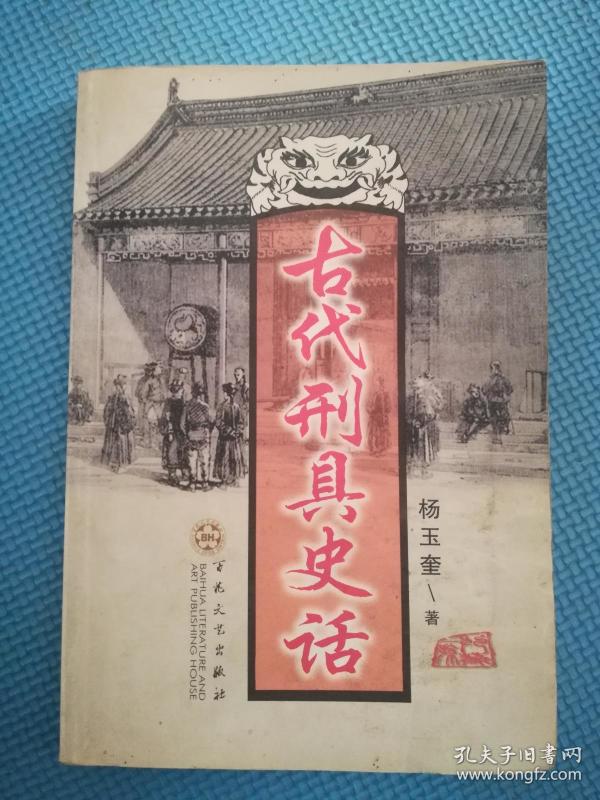 古代刑具史话
杨玉奎\著
BH
百花文艺出版社
BAIHUA LITERATURE AND
ART PUBLISHING HOUSE
孔夫子旧书网
www.kongfz.com